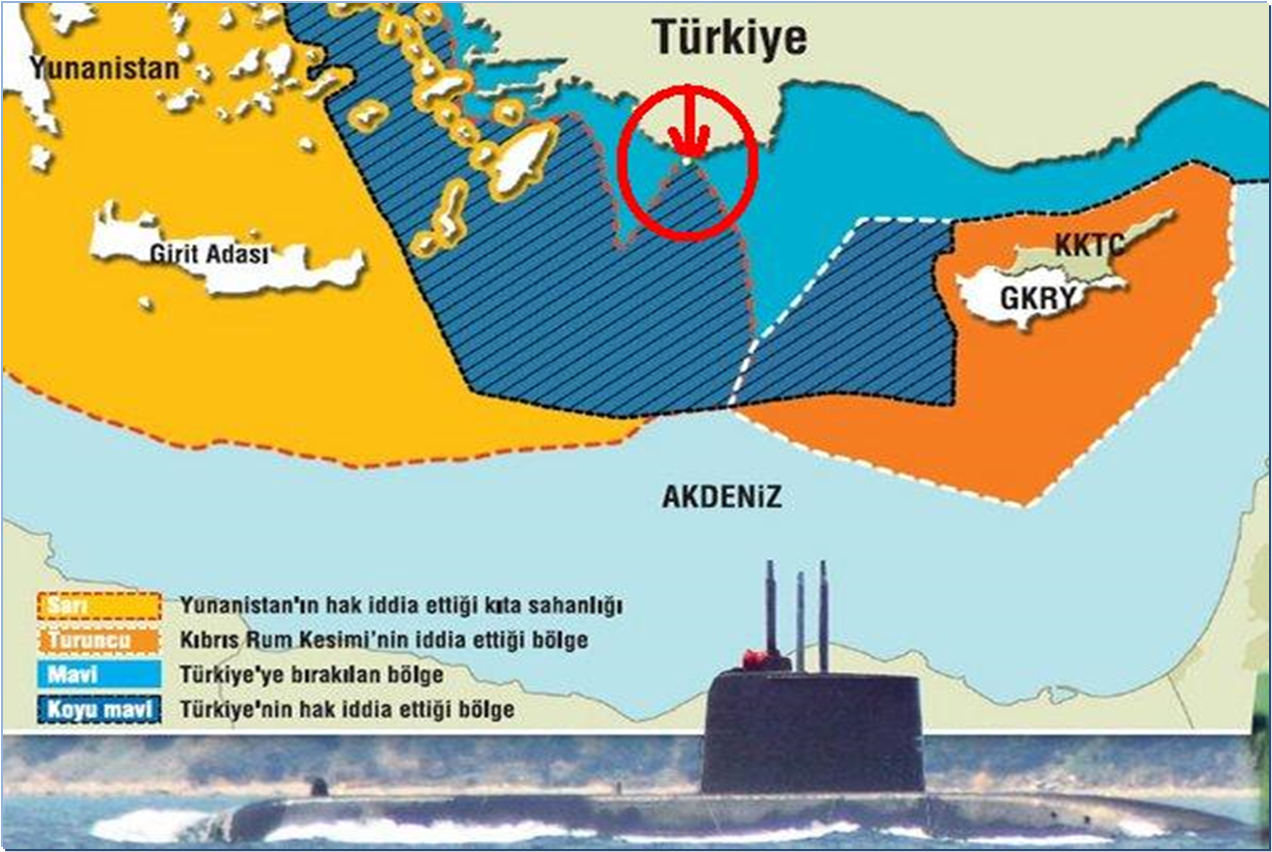 Türkiye
Yunanistan
Girit Adası
KKTC
GKRY
AKDENiZ
Sarı Yunanistan'ın hak iddia ettiği kıta sahanlığı
Turuncu Kıbrıs Rum Kesimi'nin iddia ettiği bölge
Mavi Türkiye'ye bırakılan bölge
Koyu mavi Türkiye'nin hak iddia ettiği bölge